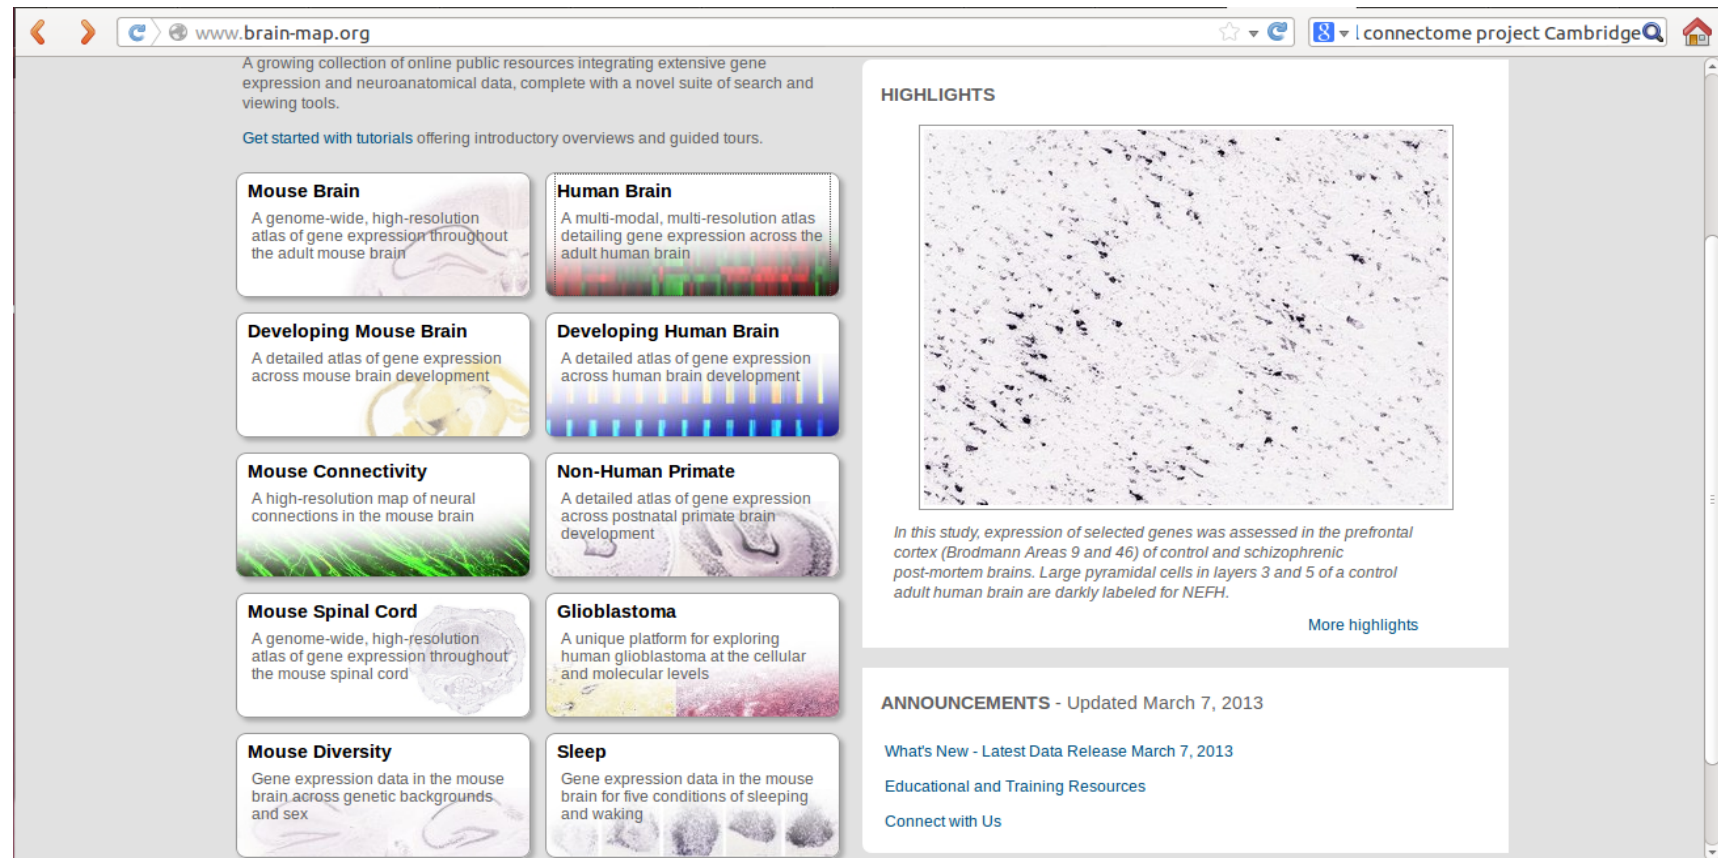 www.brain-map.org
connectome project Cambridge
A growing collection of online public resources integrating extensive gene
expression and neuroanatomical data, complete with a novel suite of search and
viewing tools.
Get started with tutorials offering introductory overviews and guided tours.
Mouse Brain
A genome-wide, high-resolution
atlas of gene expression throughout
the adult mouse brain
Human Brain
A multi-modal, multi-resolution atlas
detailing gene expression across the
adult human brain
Developing Mouse Brain
A detailed atlas of gene expression
across mouse brain development
Developing Human Brain
A detailed atlas of gene expression
across human brain development
Mouse Connectivity
A high-resolution map of neural
connections in the mouse brain
Non-Human Primate
A detailed atlas of gene expression
across postnatal primate brain
development
Mouse Spinal Cord
A genome-wide, high-resolution
atlas of gene expression throughout
the mouse spinal cord
Glioblastoma
A unique platform for exploring
human glioblastoma at the cellular
and molecular levels
Mouse Diversity
Gene expression data in the mouse
brain across genetic backgrounds
and sex
Sleep
Gene expression data in the mouse
brain for five conditions of sleeping
and waking
HIGHLIGHTS
In this study, expression of selected genes was assessed in the prefrontal
cortex (Brodmann Areas 9 and 46) of control and schizophrenic
post-mortem brains. Large pyramidal cells in layers 3 and 5 of a control
adult human brain are darkly labeled for NEFH.
More highlights
ANNOUNCEMENTS - Updated March 7, 2013
What's New - Latest Data Release March 7, 2013
Educational and Training Resources
Connect with Us